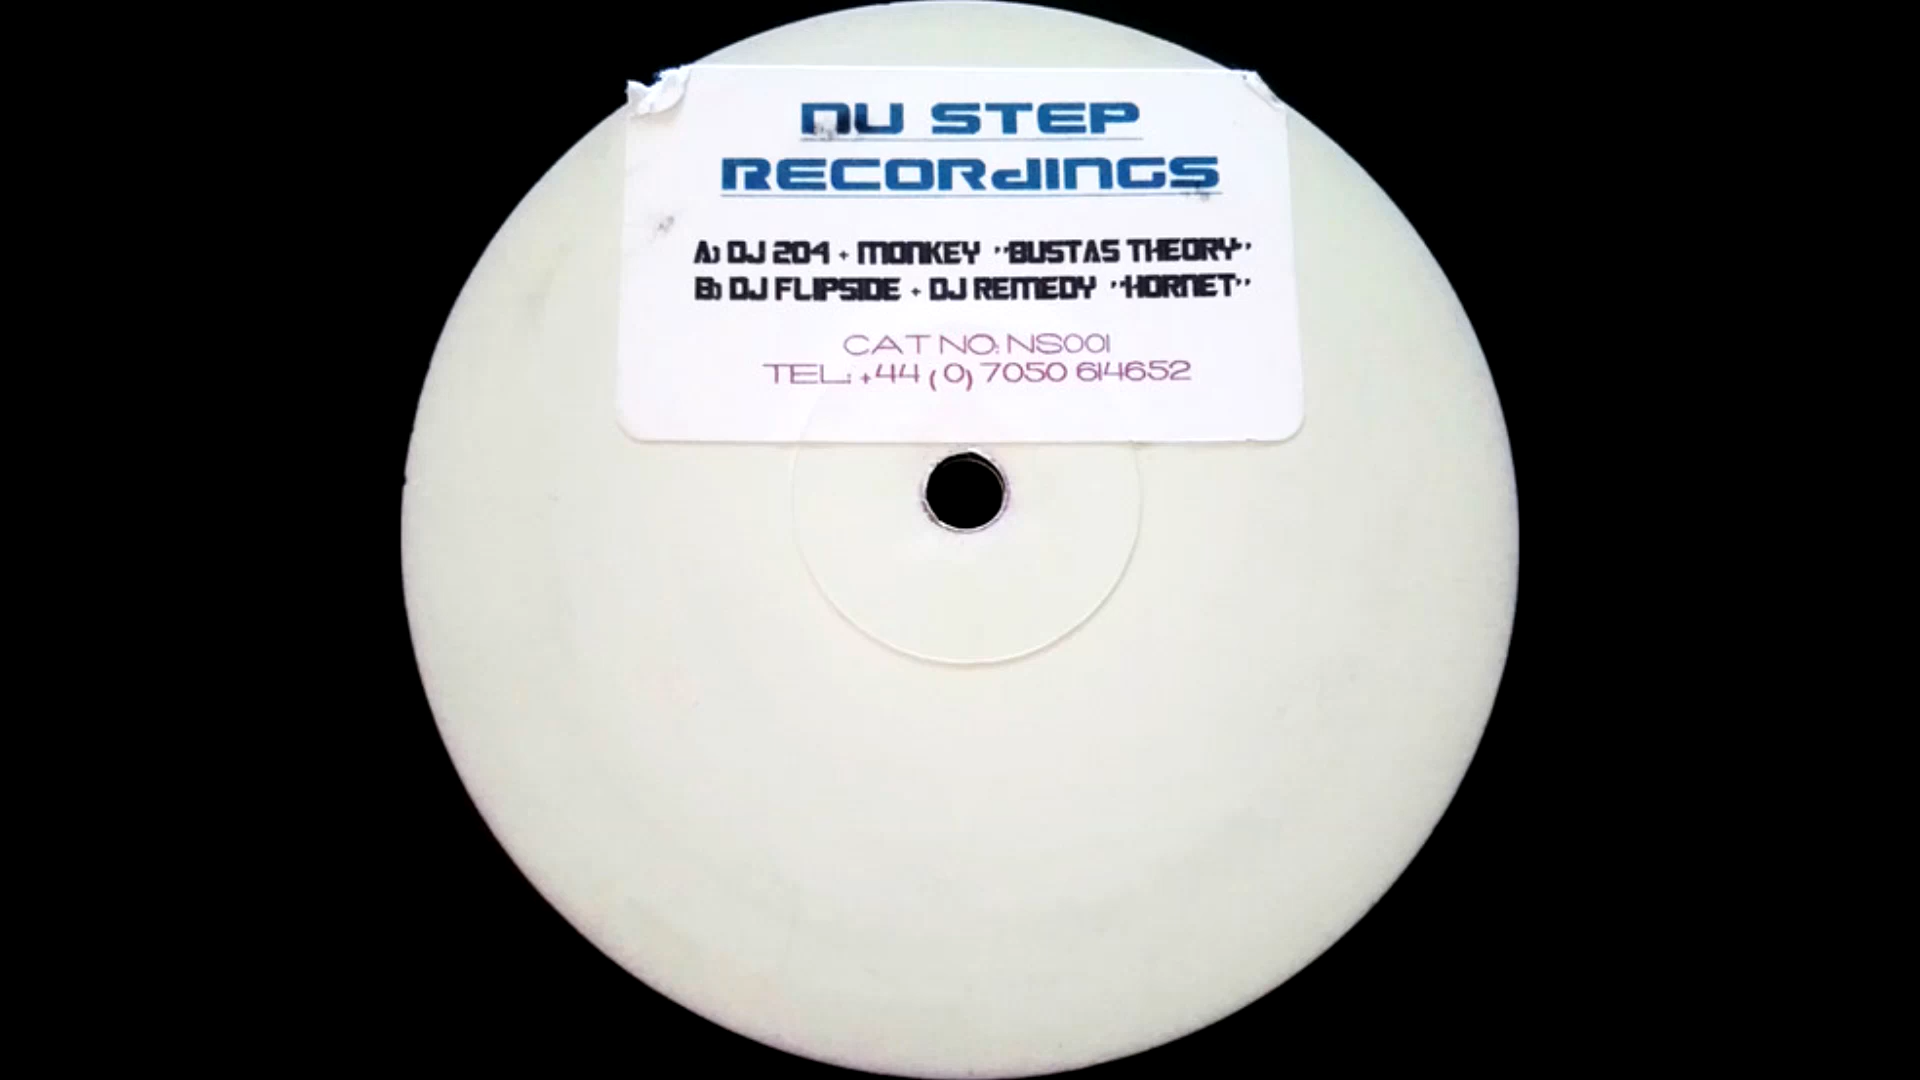 NU STEP
RECORdINGS
A) DJ 204 + MONKEY "BUSTAS THEORY"
B) DJ FLIPSIDE + DJ REMEDY "HORNET"
CAT NO: NS001
TEL: +44 (0) 7050 614652